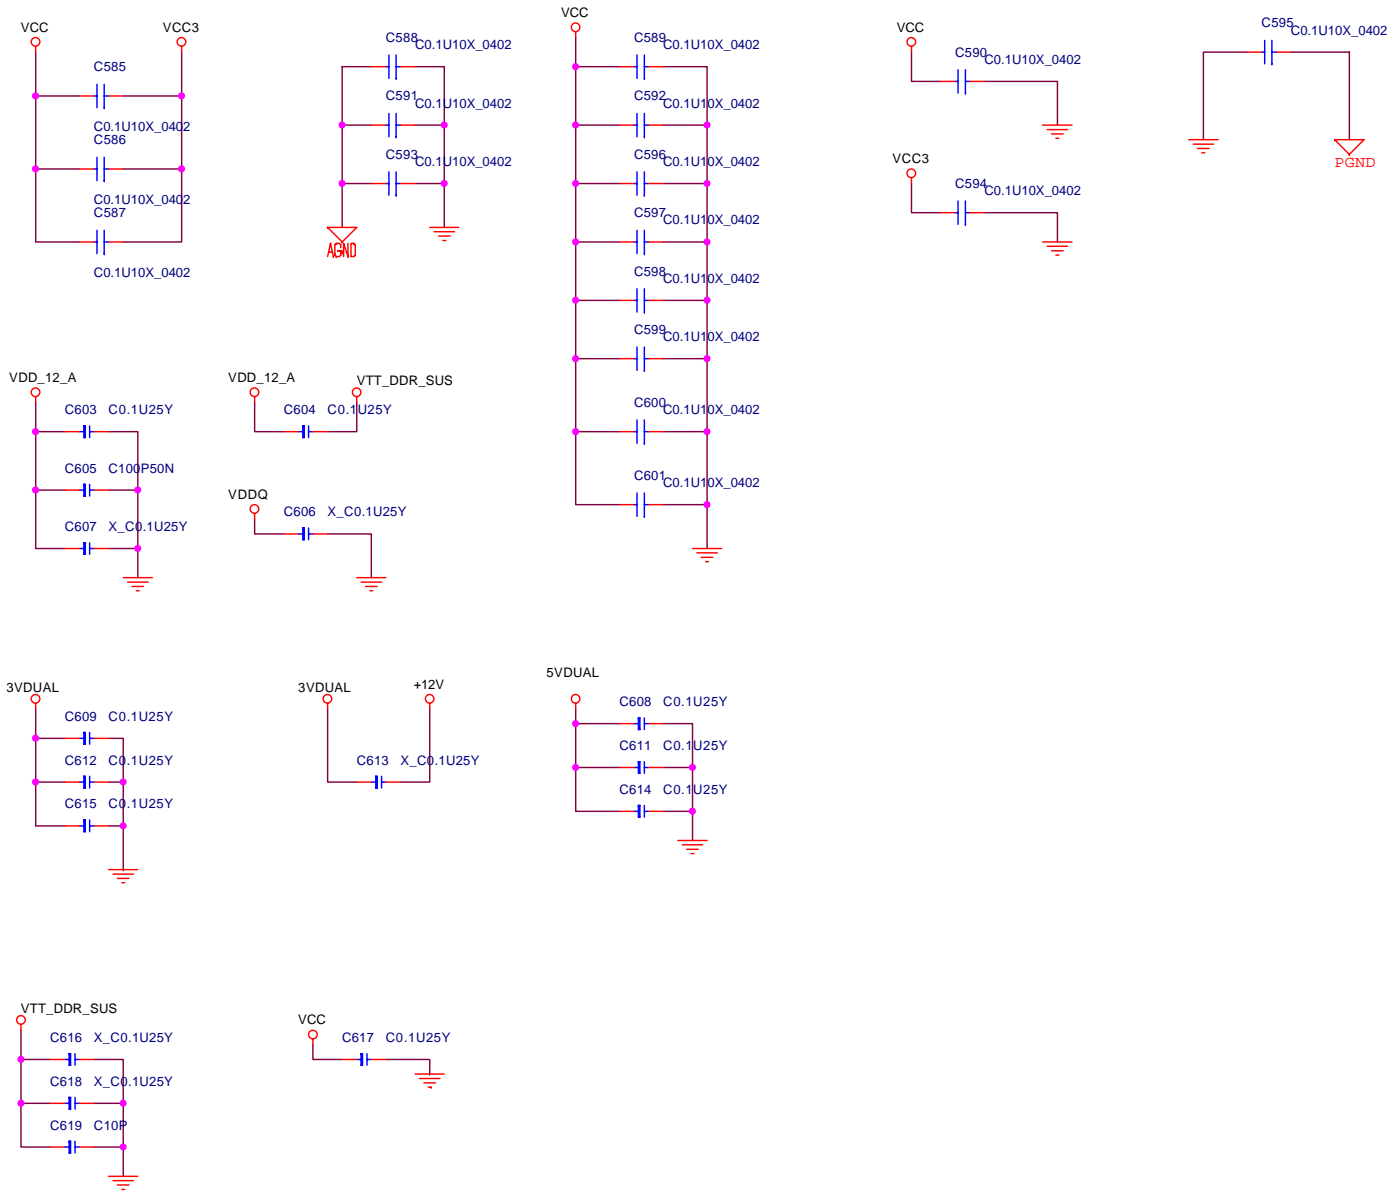 VCC
VCC3
C585
C0.1U10X_0402
C586
C0.1U10X_0402
C587
C0.1U10X_0402
C588
C0.1U10X_0402
C591
C0.1U10X_0402
C593
C0.1U10X_0402
AGND
VCC
C589
C0.1U10X_0402
C592
C0.1U10X_0402
C596
C0.1U10X_0402
C597
C0.1U10X_0402
C598
C0.1U10X_0402
C599
C0.1U10X_0402
C600
C0.1U10X_0402
C601
C0.1U10X_0402
VCC
C590
C0.1U10X_0402
VCC3
C594
C0.1U10X_0402
C595
C0.1U10X_0402
PGND
VDD_12_A
C603 C0.1U25Y
C605 C100P50N
C607 X_C0.1U25Y
VDD_12_A
VTT_DDR_SUS
C604 C0.1U25Y
VDDQ
C606 X_C0.1U25Y
3VDUAL
C609 C0.1U25Y
C612 C0.1U25Y
C615 C0.1U25Y
3VDUAL
+12V
C613 X_C0.1U25Y
5VDUAL
C608 C0.1U25Y
C611 C0.1U25Y
C614 C0.1U25Y
VTT_DDR_SUS
C616 X_C0.1U25Y
C618 X_C0.1U25Y
C619 C10P
VCC
C617 C0.1U25Y